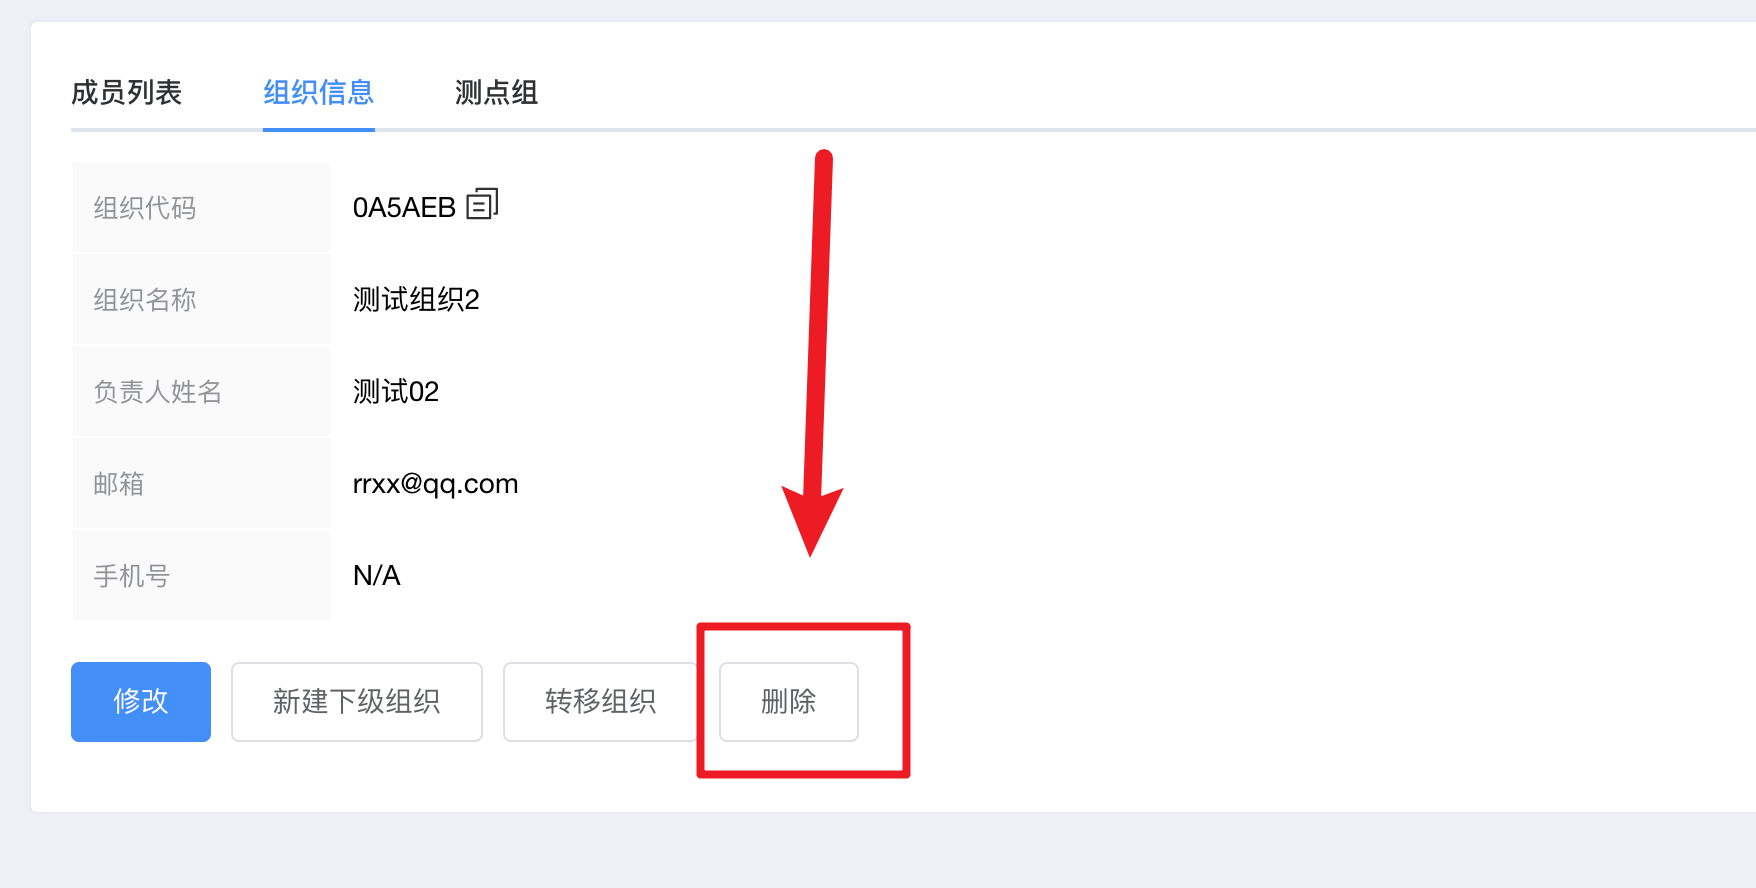 成员列表 组织信息 测点组
组织代码 0A5AEB
组织名称 测试组织2
负责人姓名 测试02
邮箱 rrxx@qq.com
手机号 N/A
修改 新建下级组织 转移组织 删除